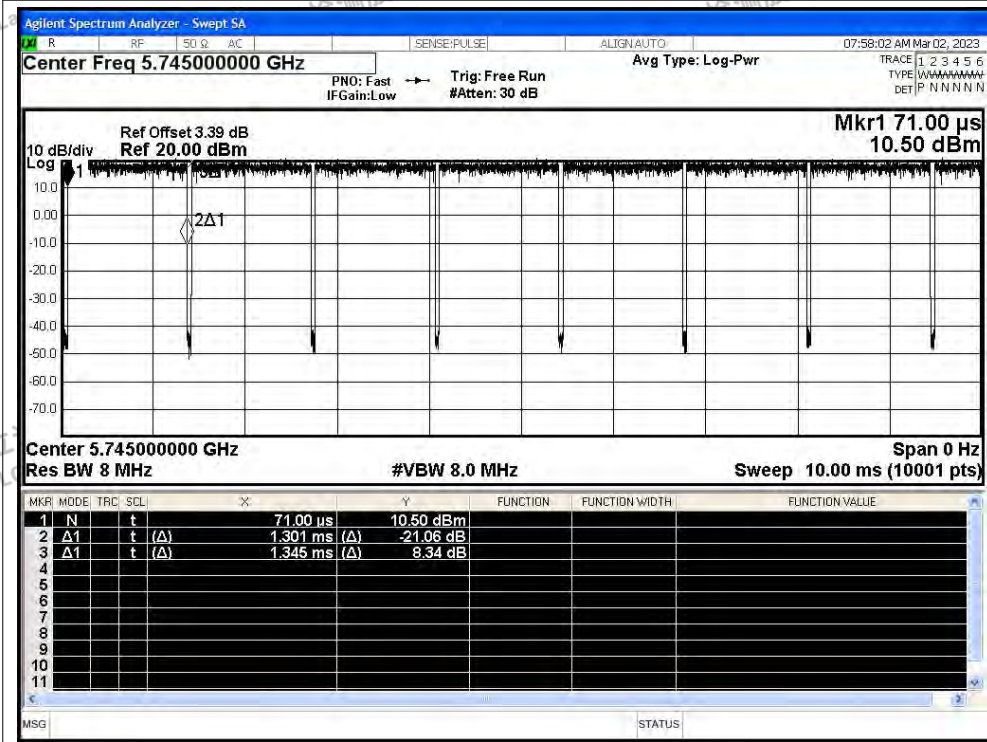 Agilent Spectrum Analyzer - Swept SA
R RF 50 Ω AC SENSE:PULSE ALIGN AUTO 07:58:02 AM Mar 02, 2023
Center Freq 5.745000000 GHz
Avg Type: Log-Pwr
TRACE 1 2 3 4 5 6
PNO: Fast Trig: Free Run
TYPE
IFGain:Low #Atten: 30 dB
DET P N N N N N
Mkr1 71.00 µs
Ref Offset 3.39 dB
10 dB/div Ref 20.00 dBm
10.50 dBm
Log
1
10.0
0.00
2Δ1
-10.0
-20.0
-30.0
-40.0
-50.0
-60.0
-70.0
Center 5.745000000 GHz Span 0 Hz
Res BW 8 MHz #VBW 8.0 MHz Sweep 10.00 ms (10001 pts)
MKR MODE TRC SCL X Y FUNCTION FUNCTION WIDTH FUNCTION VALUE
1 N t 71.00 µs 10.50 dBm
2 Δ1 t (Δ) 1.301 ms (Δ) -21.06 dB
3 Δ1 t (Δ) 1.345 ms (Δ) 8.34 dB
4
5
6
7
8
9
10
11
MSG STATUS